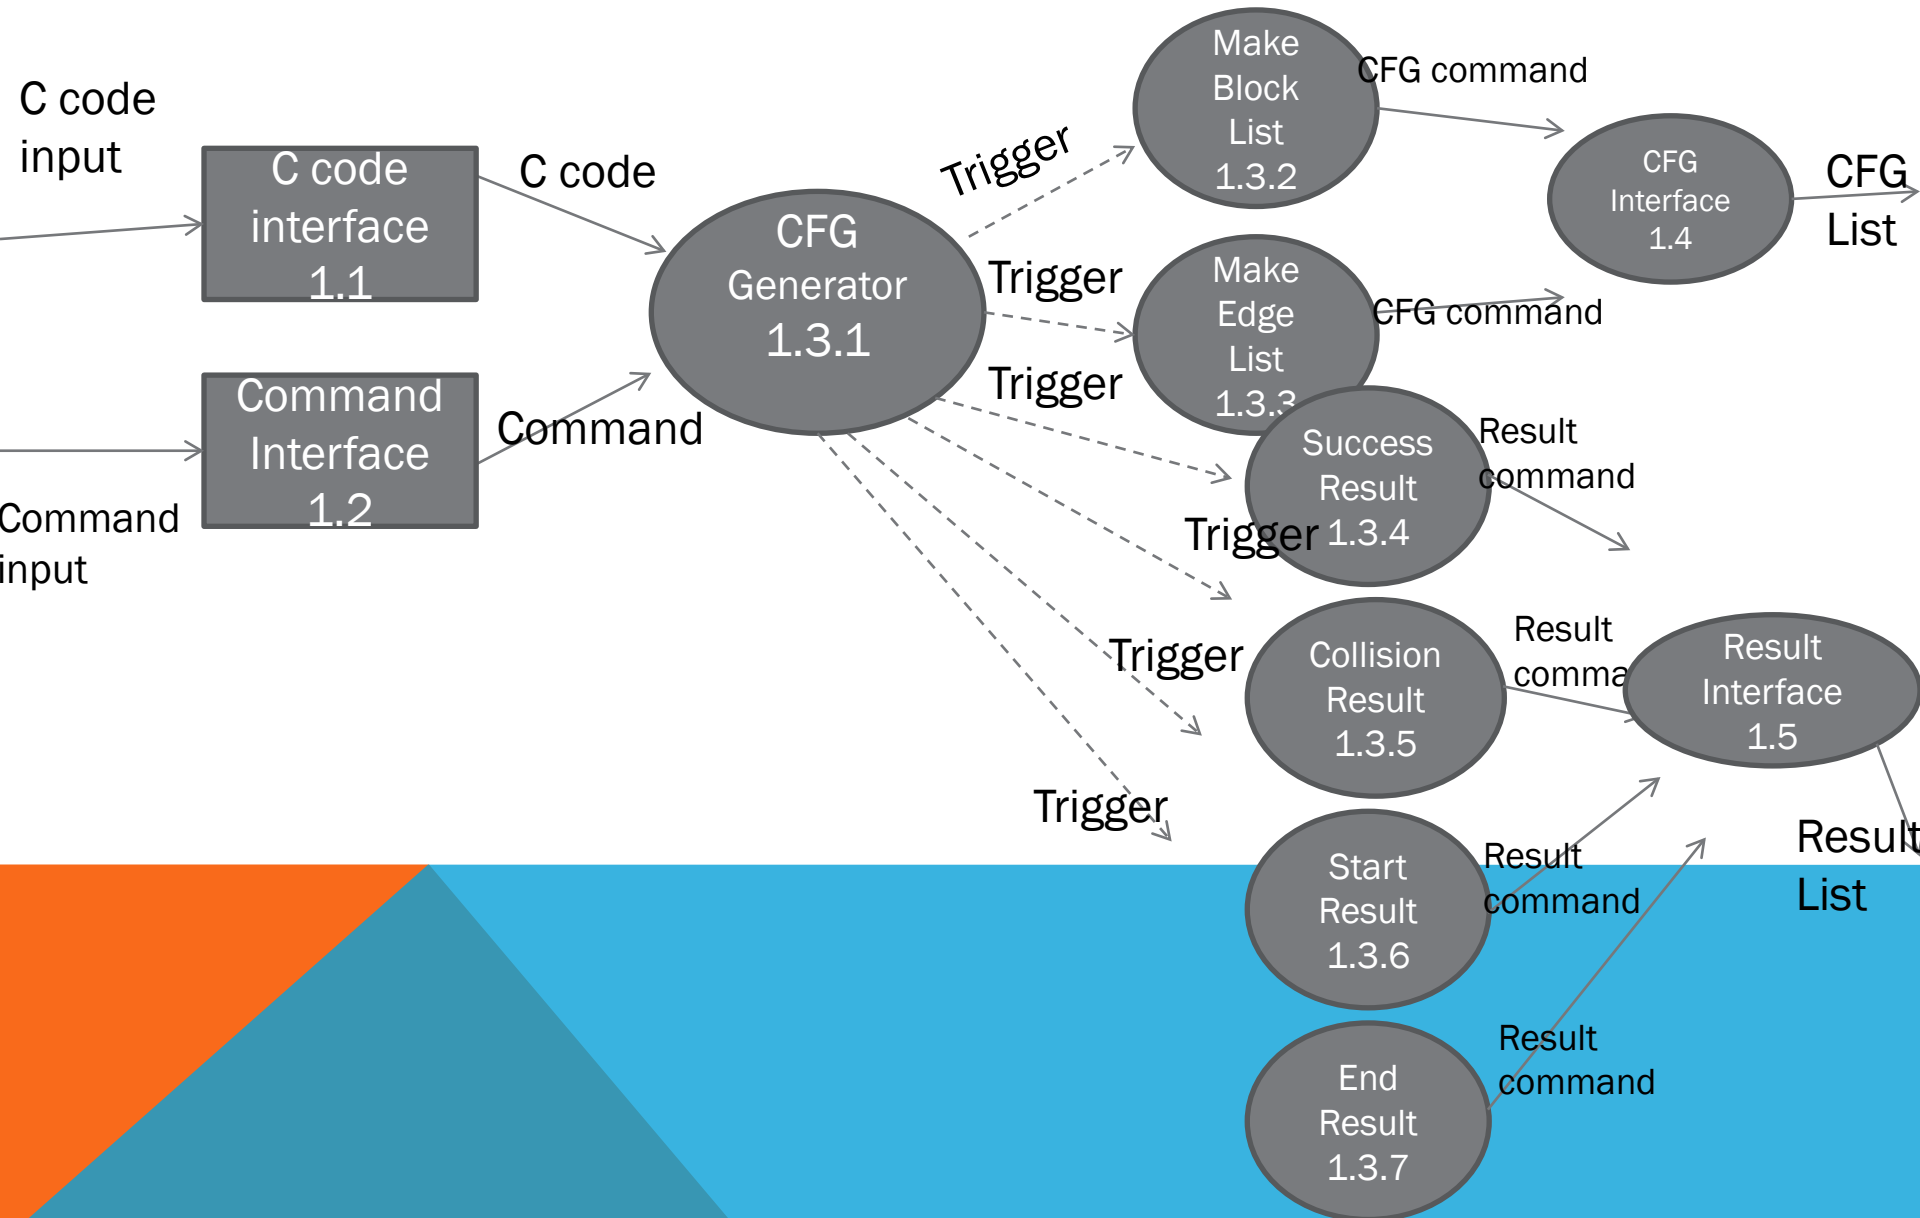 C code
input
C code
interface
1.1
C code
Command
Interface
1.2
Command
input
Command
CFG
Generator
1.3.1
Trigger
Trigger
Trigger
Trigger
Trigger
Trigger
Make
Block
List
1.3.2
CFG command
Make
Edge
List
1.3.3
CFG command
CFG
Interface
1.4
CFG
List
Success
Result
1.3.4
Result
command
Collision
Result
1.3.5
Result
comma
Result
Interface
1.5
Start
Result
1.3.6
Result
command
Result
List
End
Result
1.3.7
Result
command